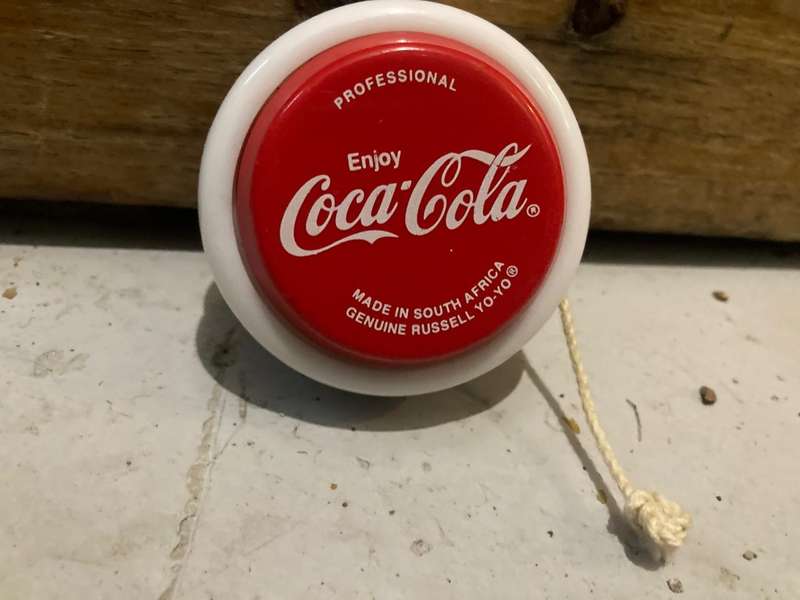 PROFESSIONAL
Enjoy
Coca-Cola®
MADE IN SOUTH AFRICA
GENUINE RUSSELL YO-YO®